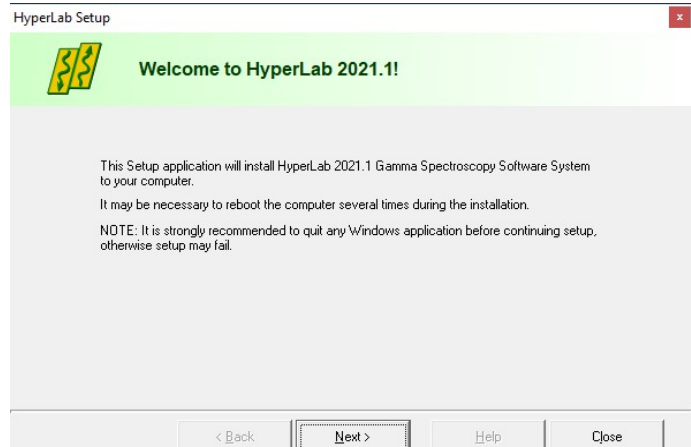 HyperLab Setup
x
Welcome to HyperLab 2021.1!
This Setup application will install HyperLab 2021.1 Gamma Spectroscopy Software System
to your computer.
It may be necessary to reboot the computer several times during the installation.
NOTE: It is strongly recommended to quit any Windows application before continuing setup,
otherwise setup may fail.
< Back Next > Help Close